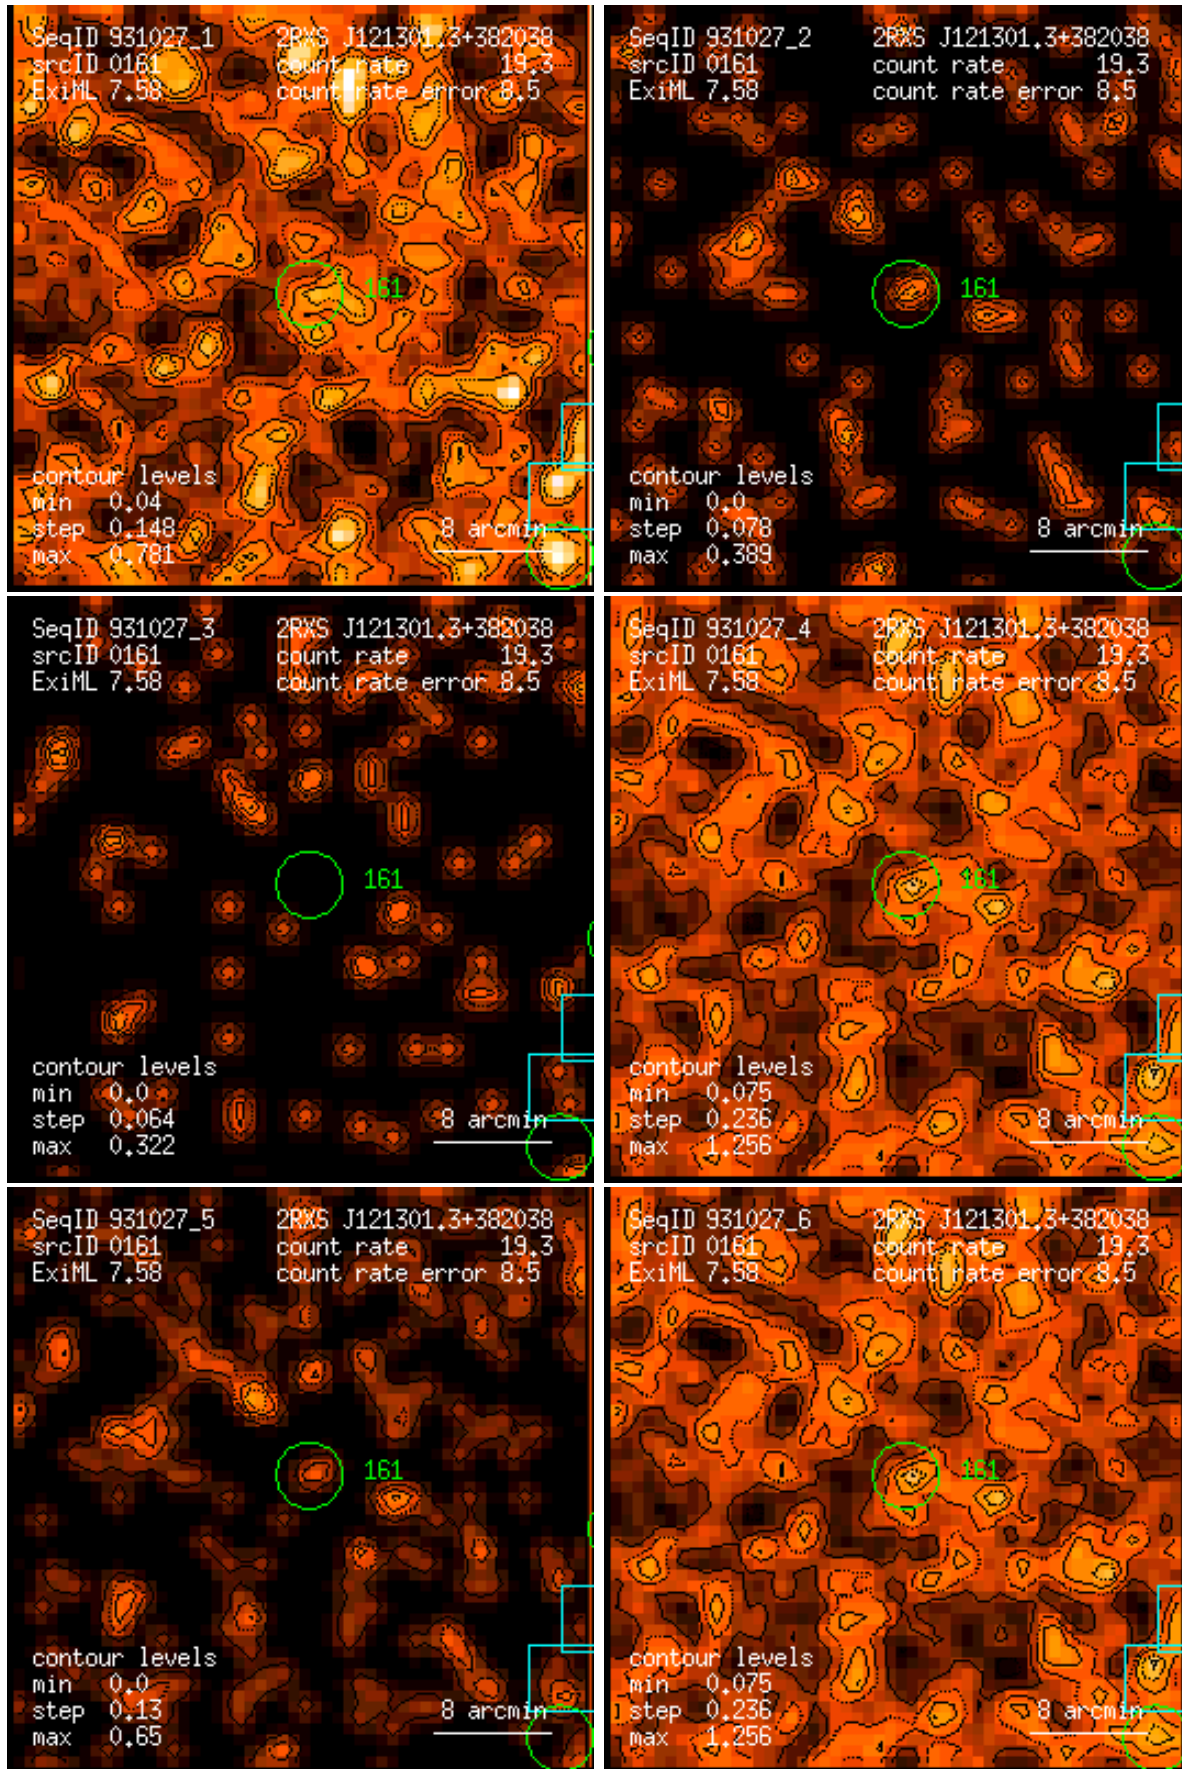 SeqID 931027_1 2RXS J121301.3+382038
srcID 0161 count rate 19.3
ExiML 7.58 count rate error 8.5
161
contour levels
min 0.04
step 0.148 8 arcmin
max 0.781
SeqID 931027_2 2RXS J121301.3+382038
srcID 0161 count rate 19.3
ExiML 7.58 count rate error 8.5
161
contour levels
min 0.0
step 0.078 8 arcmin
max 0.389
SeqID 931027_3 2RXS J121301.3+382038
srcID 0161 count rate 19.3
ExiML 7.58 count rate error 8.5
161
contour levels
min 0.0
step 0.064 8 arcmin
max 0.322
SeqID 931027_4 2RXS J121301.3+382038
srcID 0161 count rate 19.3
ExiML 7.58 count rate error 8.5
161
contour levels
min 0.075
step 0.236 8 arcmin
max 1.256
SeqID 931027_5 2RXS J121301.3+382038
srcID 0161 count rate 19.3
ExiML 7.58 count rate error 8.5
161
contour levels
min 0.0
step 0.13 8 arcmin
max 0.65
SeqID 931027_6 2RXS J121301.3+382038
srcID 0161 count rate 19.3
ExiML 7.58 count rate error 8.5
161
contour levels
min 0.075
step 0.236 8 arcmin
max 1.256